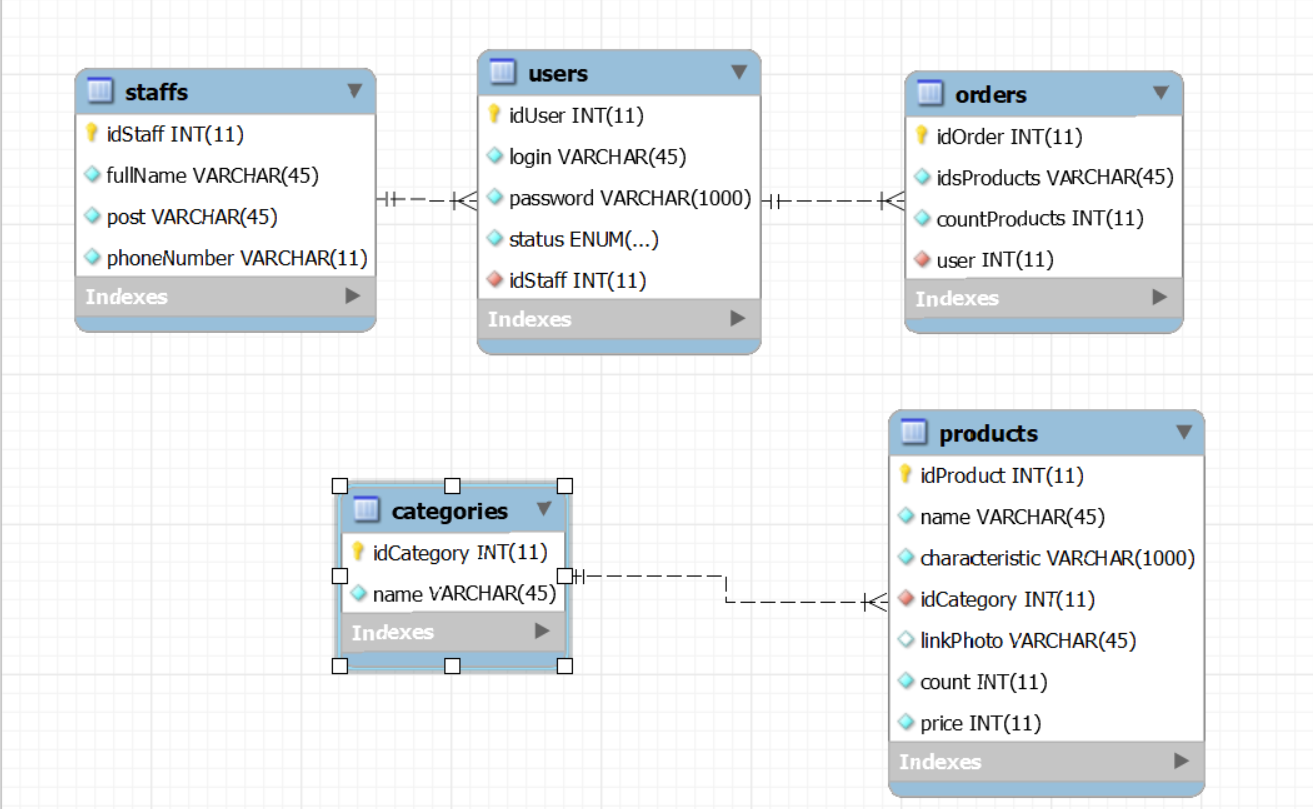 staffs
idStaff INT(11)
fullName VARCHAR(45)
post VARCHAR(45)
phoneNumber VARCHAR(11)
Indexes
users
idUser INT(11)
login VARCHAR(45)
password VARCHAR(1000)
status ENUM(...)
idStaff INT(11)
Indexes
orders
idOrder INT(11)
idsProducts VARCHAR(45)
countProducts INT(11)
user INT(11)
Indexes
categories
idCategory INT(11)
name VARCHAR(45)
Indexes
products
idProduct INT(11)
name VARCHAR(45)
characteristic VARCHAR(1000)
idCategory INT(11)
linkPhoto VARCHAR(45)
count INT(11)
price INT(11)
Indexes